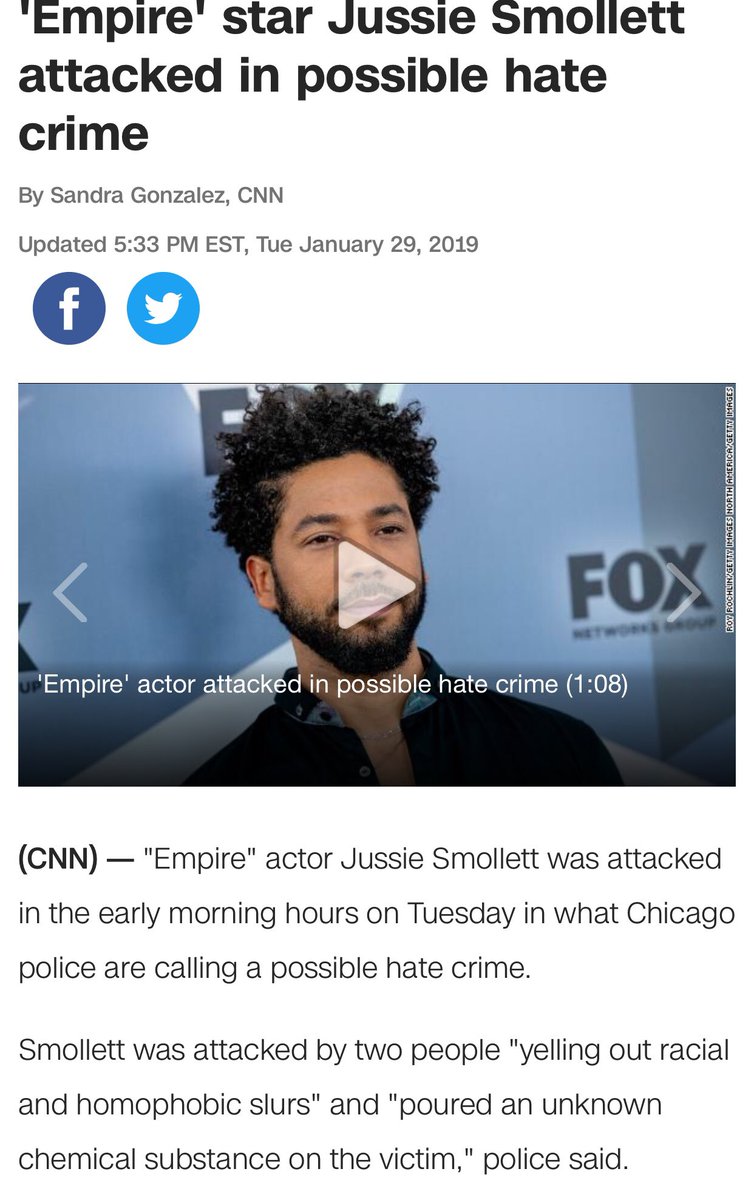 'Empire' star Jussie Smollett
attacked in possible hate
crime
By Sandra Gonzalez, CNN
Updated 5:33 PM EST, Tue January 29, 2019
f
ROY ROCHLIN/GETTY IMAGES NORTH AMERICA/GETTY IMAGES
FOX
NETWORKS GROUP
UP
'Empire' actor attacked in possible hate crime (1:08)
(CNN) — "Empire" actor Jussie Smollett was attacked
in the early morning hours on Tuesday in what Chicago
police are calling a possible hate crime.
Smollett was attacked by two people "yelling out racial
and homophobic slurs" and "poured an unknown
chemical substance on the victim," police said.